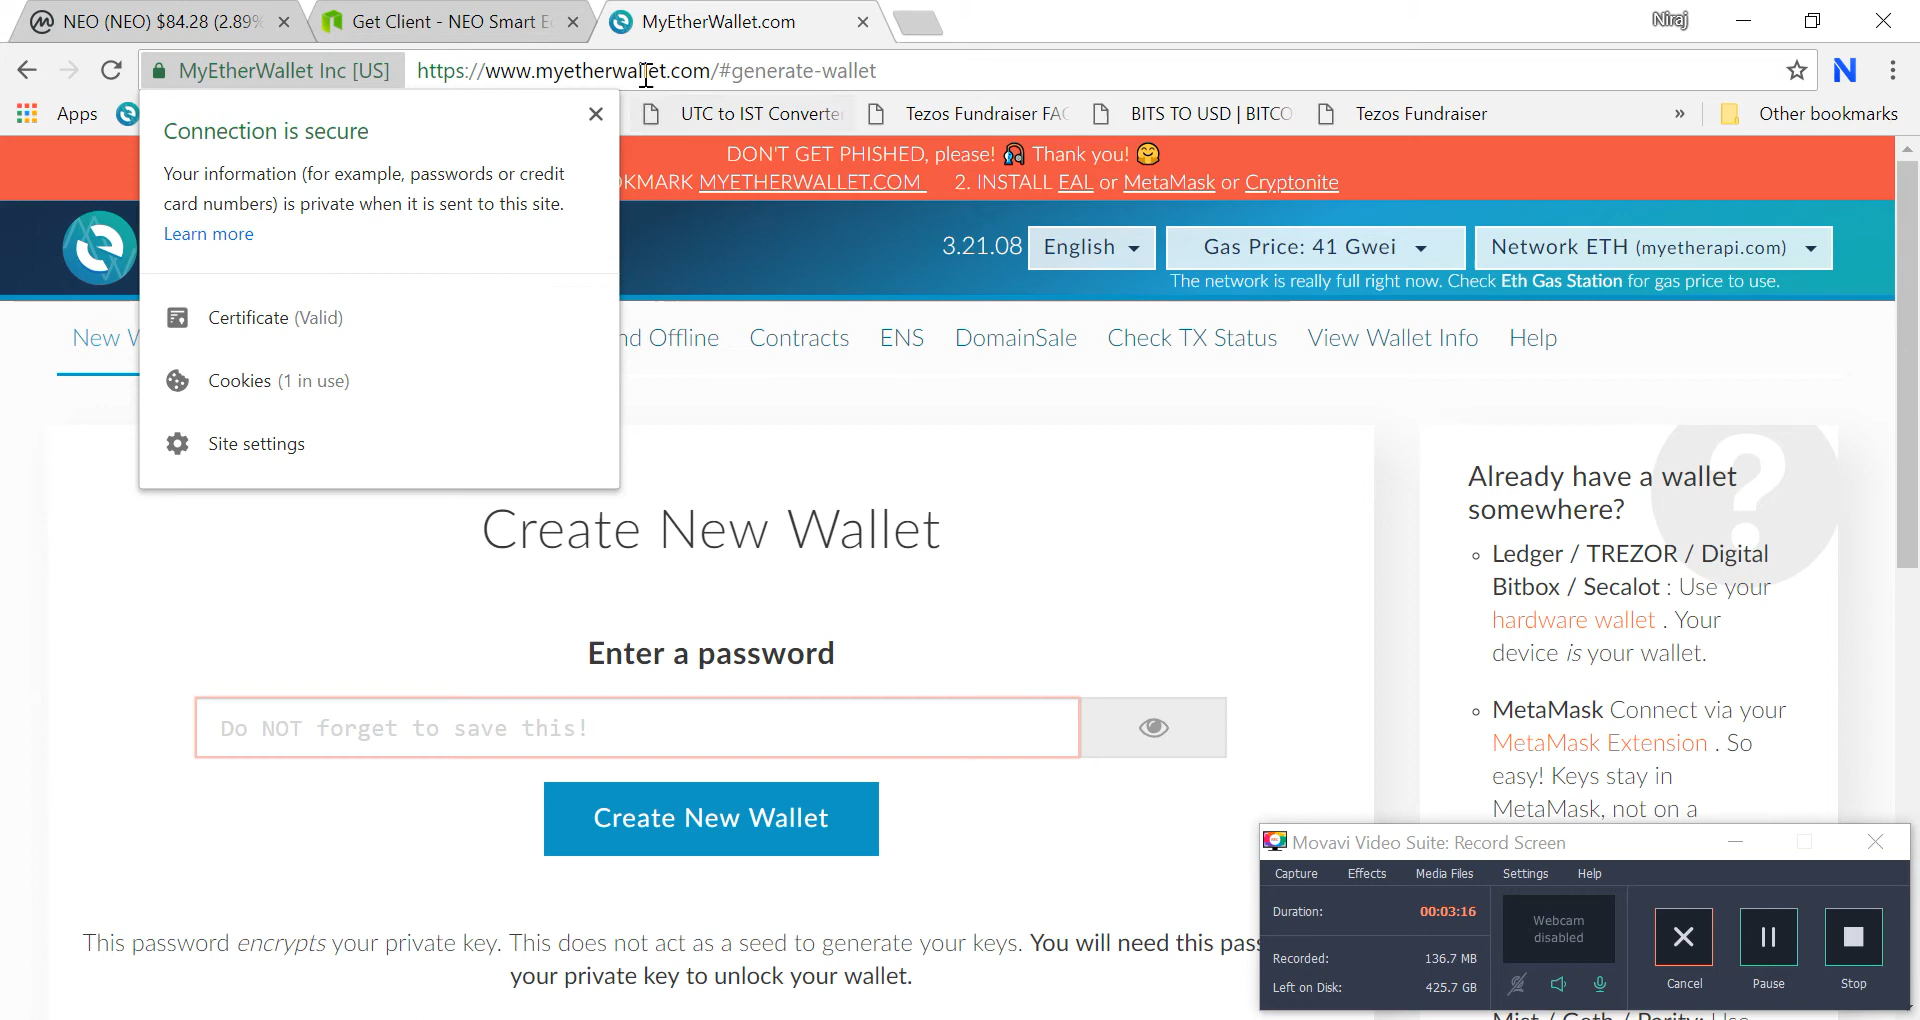 NEO (NEO) $84.28 (2.89%
Get Client - NEO Smart Ec
MyEtherWallet.com
Niraj
MyEtherWallet Inc [US]
https://www.myetherwallet.com/#generate-wallet
Apps
UTC to IST Converter
Tezos Fundraiser FAC
BITS TO USD | BITCO
Tezos Fundraiser
»
Other bookmarks
Connection is secure
Your information (for example, passwords or credit
card numbers) is private when it is sent to this site.
Learn more
Certificate (Valid)
Cookies (1 in use)
Site settings
DON'T GET PHISHED, please! Thank you!
OKMARK MYETHERWALLET.COM 2. INSTALL EAL or MetaMask or Cryptonite
3.21.08
English
Gas Price: 41 Gwei
Network ETH (myetherapi.com)
The network is really full right now. Check Eth Gas Station for gas price to use.
New W
nd Offline
Contracts
ENS
DomainSale
Check TX Status
View Wallet Info
Help
Create New Wallet
Enter a password
Do NOT forget to save this!
Create New Wallet
This password encrypts your private key. This does not act as a seed to generate your keys. You will need this pass
your private key to unlock your wallet.
?
Already have a wallet
somewhere?
Ledger / TREZOR / Digital
Bitbox / Secalot : Use your
hardware wallet . Your
device is your wallet.
MetaMask Connect via your
MetaMask Extension . So
easy! Keys stay in
MetaMask, not on a
Movavi Video Suite: Record Screen
Capture
Effects
Media Files
Settings
Help
Duration:
00:03:16
Recorded:
136.7 MB
Left on Disk:
425.7 GB
Webcam
disabled
Cancel
Pause
Stop